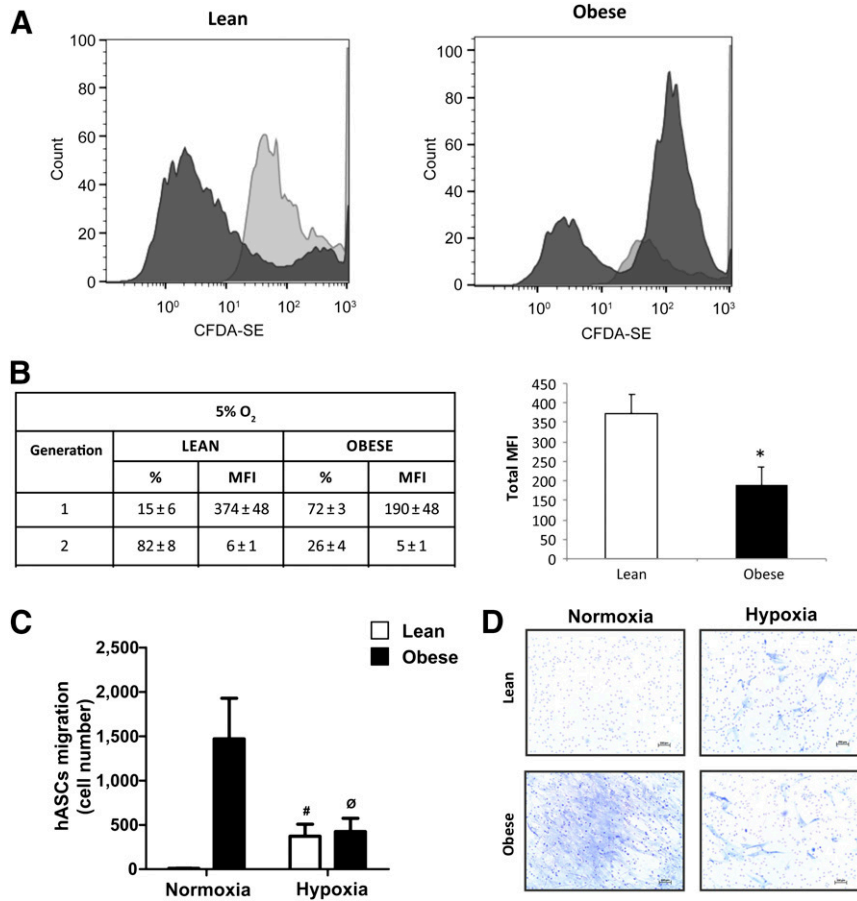 A
Lean
Obese
100
80
60
40
20
0
Count
10⁰ 10¹ 10² 10³
CFDA-SE
100
80
60
40
20
0
Count
10⁰ 10¹ 10² 10³
CFDA-SE
B
5% O₂
Generation LEAN OBESE
% MFI % MFI
1 15 ± 6 374 ± 48 72 ± 3 190 ± 48
2 82 ± 8 6 ± 1 26 ± 4 5 ± 1
450
400
350
300
250
200
150
100
50
0
Total MFI
*
Lean Obese
C
Lean
Obese
2,500
2,000
1,500
1,000
500
0
hASCs migration
(cell number)
# Ø
Normoxia Hypoxia
D
Normoxia Hypoxia
Lean
Obese